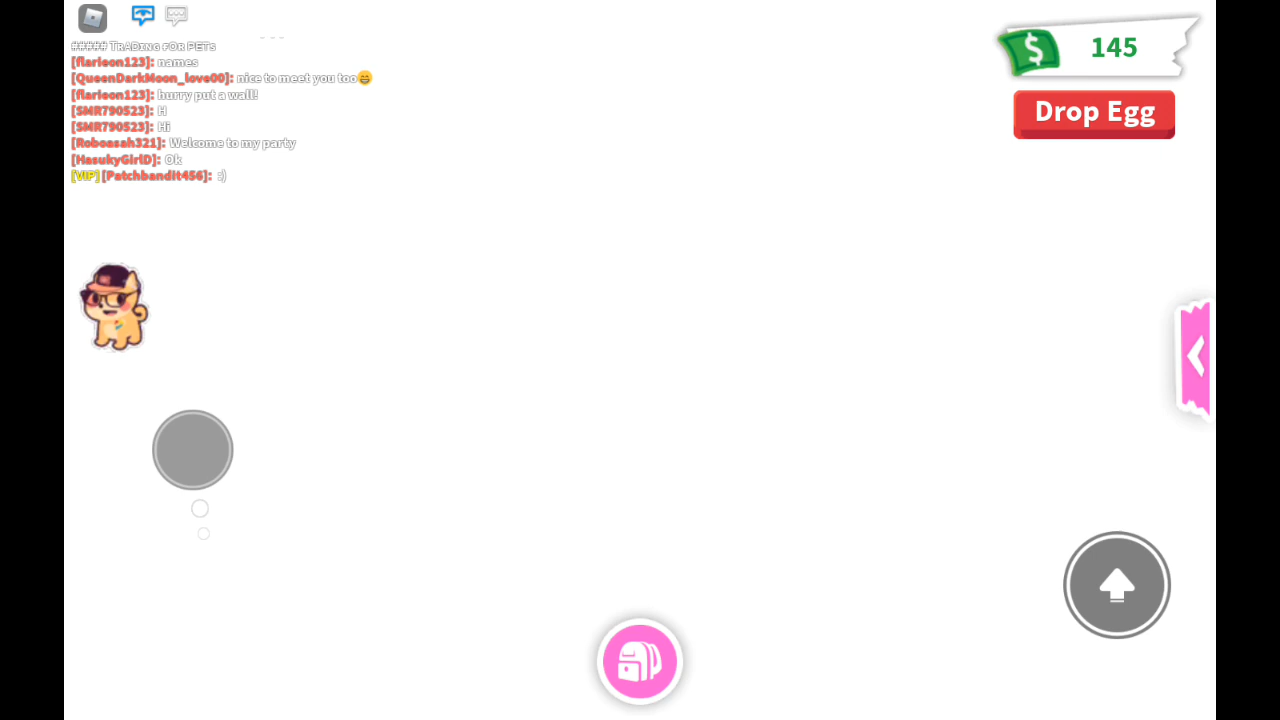 ##### Trading for pets
[flarieon123]: names
[QueenDarkMoon_love00]: nice to meet you too😁
[flarieon123]: hurry put a wall!
[SMR790523]: H
[SMR790523]: Hi
[Roboasah321]: Welcome to my party
[HasukyGirlD]: Ok
[VIP] [Patchbandit456]: :)
145
Drop Egg